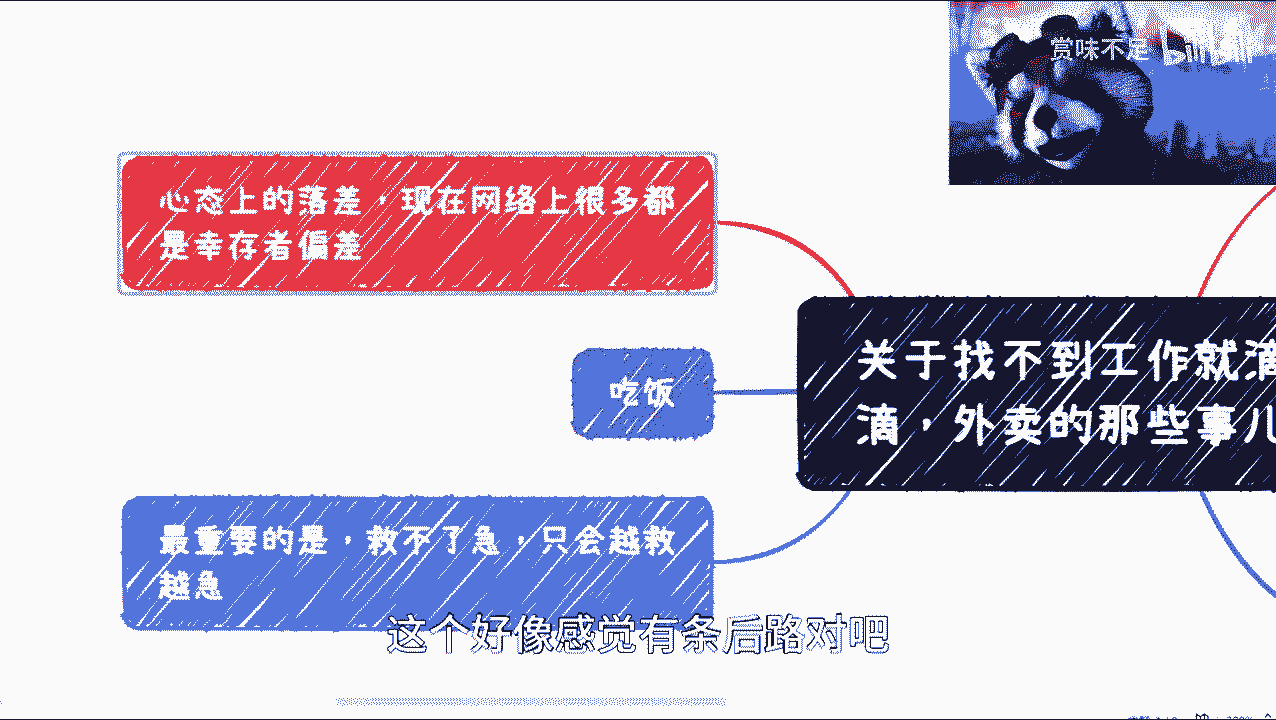 赏味不足
心态上的落差，现在网络上很多都
是幸存者偏差
吃饭
关于找不到工作就滴
滴，外卖的那些事儿
最重要的是，救不了急，只会越救
越急
这个好像感觉有条后路对吧